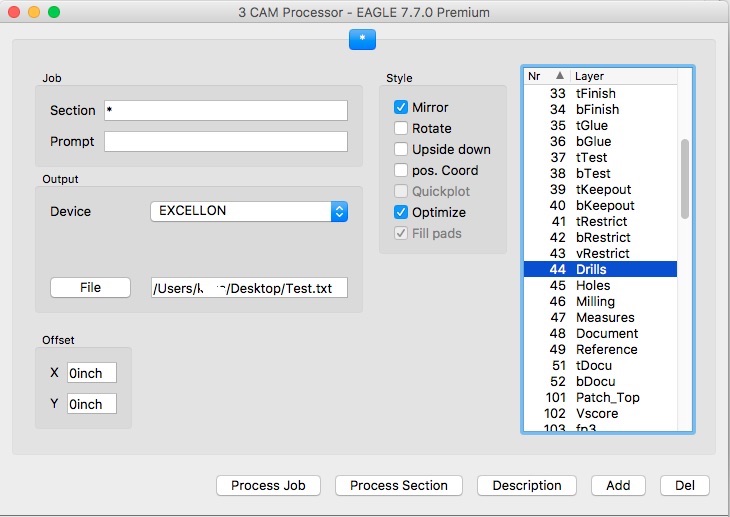 3 CAM Processor - EAGLE 7.7.0 Premium
*
Job
Section *
Prompt
Output
Device EXCELLON
File /Users/ /Desktop/Test.txt
Offset
X 0inch
Y 0inch
Style
Mirror
Rotate
Upside down
pos. Coord
Quickplot
Optimize
Fill pads
Nr Layer
33 tFinish
34 bFinish
35 tGlue
36 bGlue
37 tTest
38 bTest
39 tKeepout
40 bKeepout
41 tRestrict
42 bRestrict
43 vRestrict
44 Drills
45 Holes
46 Milling
47 Measures
48 Document
49 Reference
51 tDocu
52 bDocu
101 Patch_Top
102 Vscore
103 fp3
Process Job Process Section Description Add Del